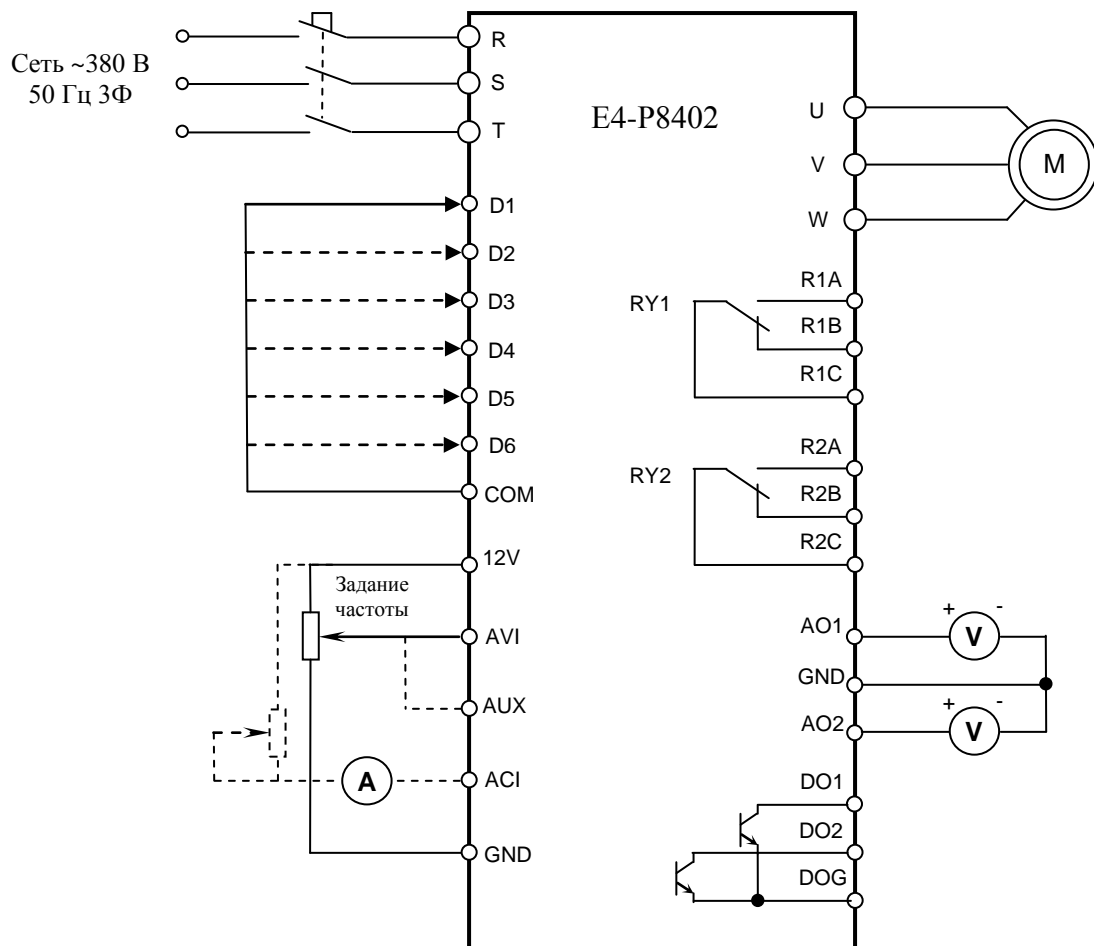 Сеть ~380 В
50 Гц 3Ф
R
S
T
E4-P8402
U
V
W
M
D1
D2
D3
D4
D5
D6
COM
RY1
R1A
R1B
R1C
RY2
R2A
R2B
R2C
12V
Задание
частоты
AVI
AUX
A
ACI
GND
AO1
+ -
V
GND
AO2
+ -
V
DO1
DO2
DOG